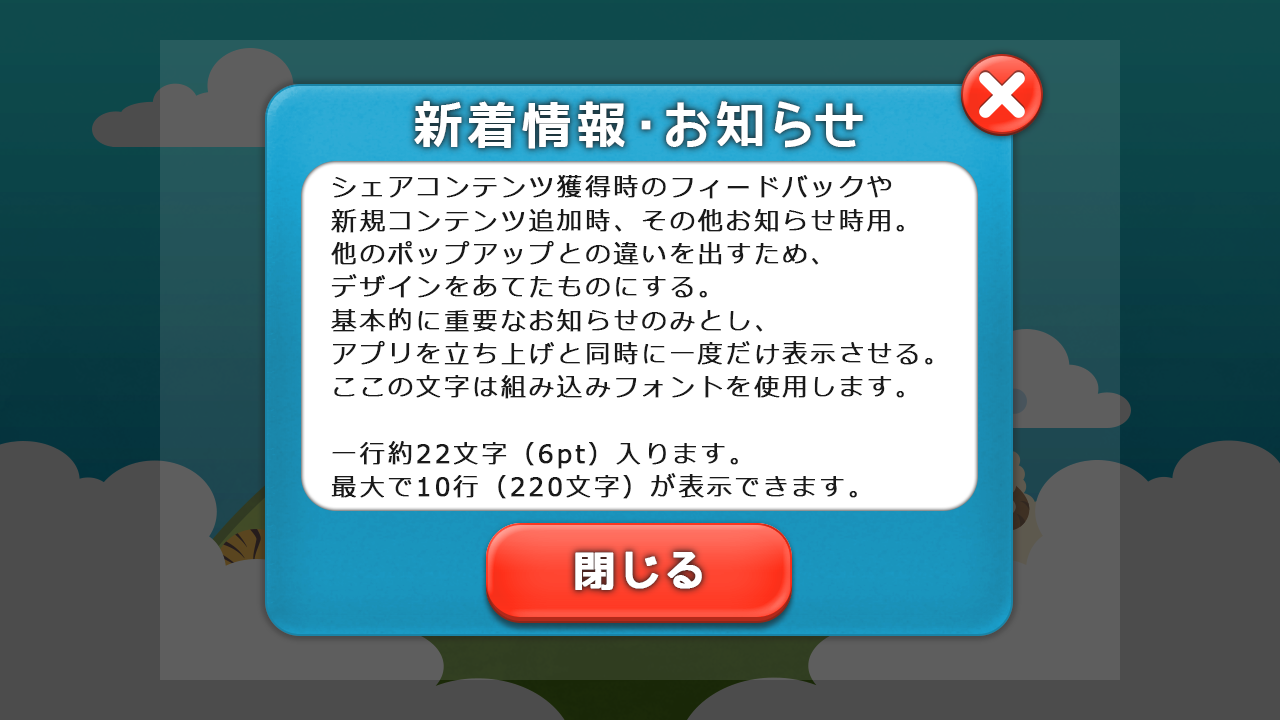 新着情報・お知らせ
シェアコンテンツ獲得時のフィードバックや
新規コンテンツ追加時、その他お知らせ時用。
他のポップアップとの違いを出すため、
デザインをあてたものにする。
基本的に重要なお知らせのみとし、
アプリを立ち上げと同時に一度だけ表示させる。
ここの文字は組み込みフォントを使用します。
一行約22文字（6pt）入ります。
最大で10行（220文字）が表示できます。
閉じる